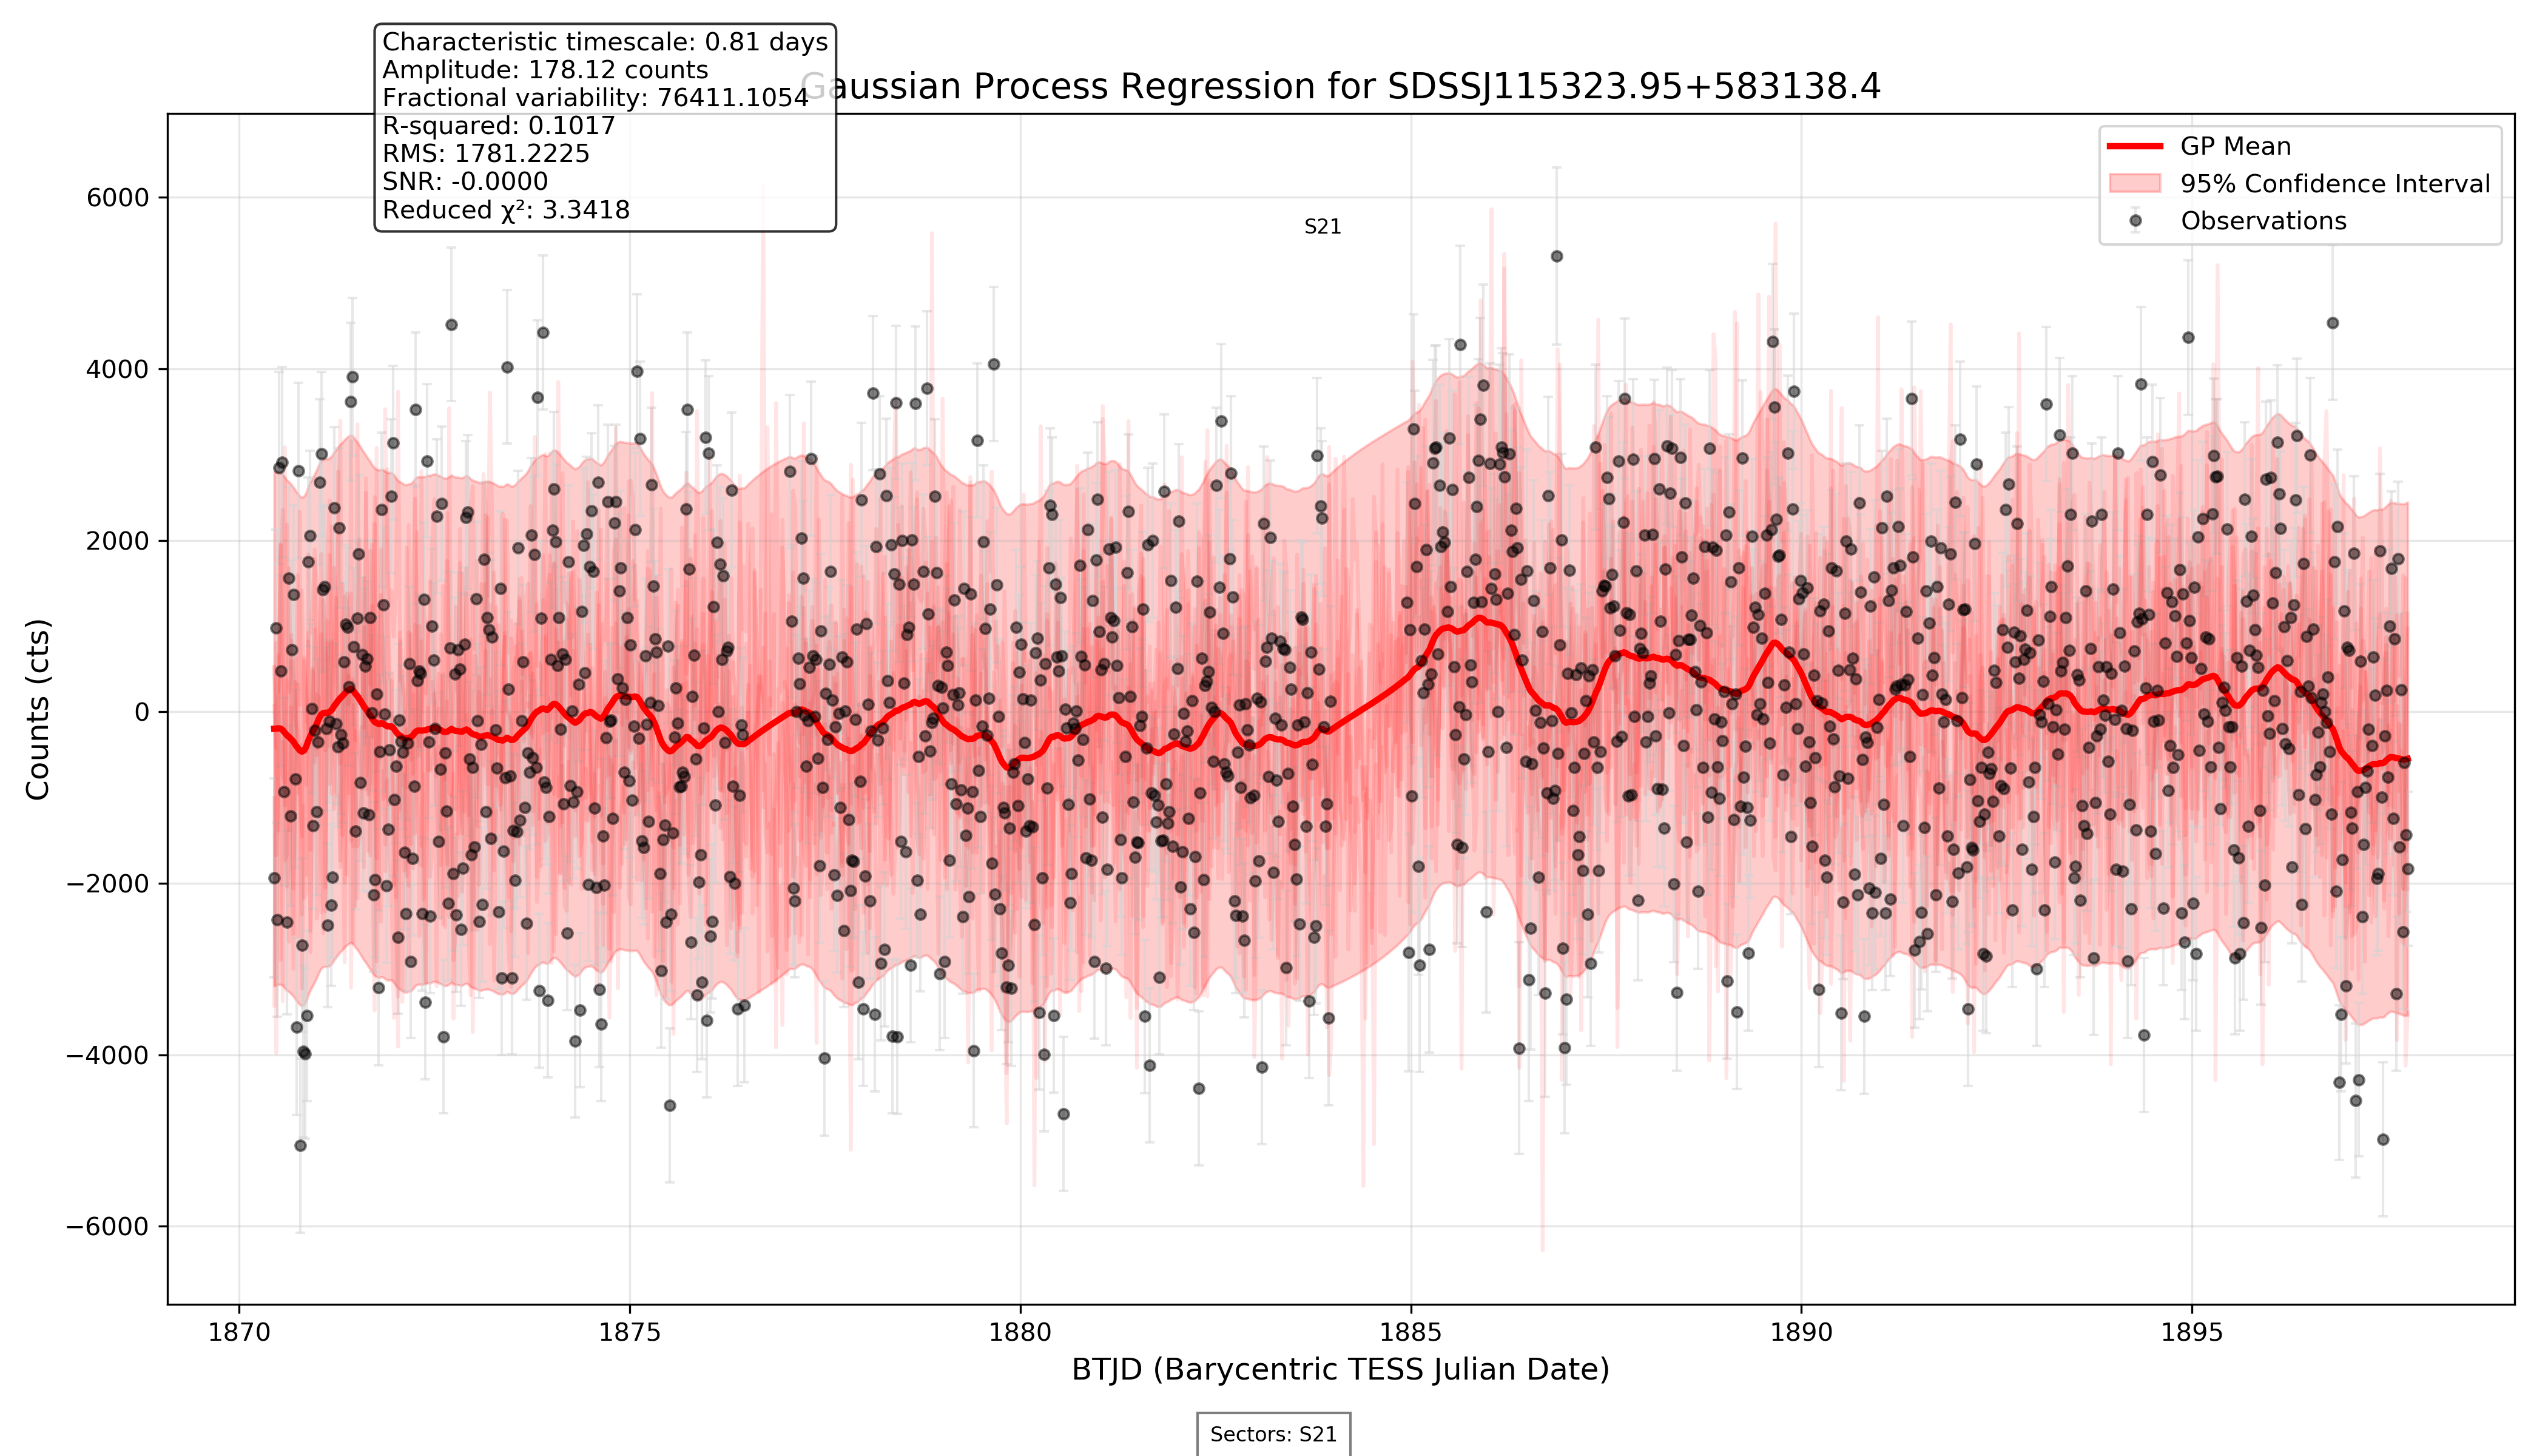 Characteristic timescale: 0.81 days
Amplitude: 178.12 counts
Fractional variability: 76411.1054
R-squared: 0.1017
RMS: 1781.2225
SNR: -0.0000
Reduced χ²: 3.3418
Gaussian Process Regression for SDSSJ115323.95+583138.4
GP Mean
95% Confidence Interval
Observations
S21
Counts (cts)
6000
4000
2000
0
−2000
−4000
−6000
1870 1875 1880 1885 1890 1895
BTJD (Barycentric TESS Julian Date)
Sectors: S21